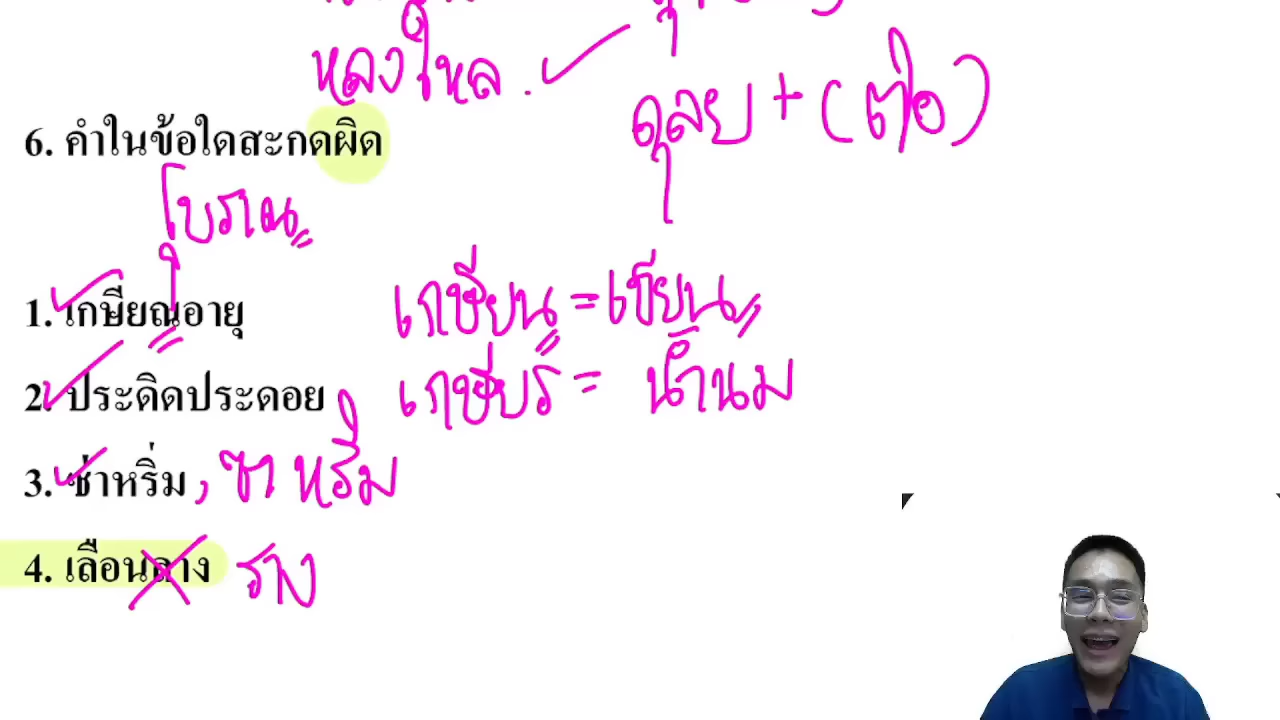 หลงใหล.
ดุลย + (ต่อ)
6. คำในข้อใดสะกดผิด
โบราณ
1. เกษียณอายุ
เกษียน = เขียน
2. ประดิดประดอย
เกษียร = น้ำนม
3. ซ่าหริ่ม, ซาหริ่ม
4. เลือนลาง ราง